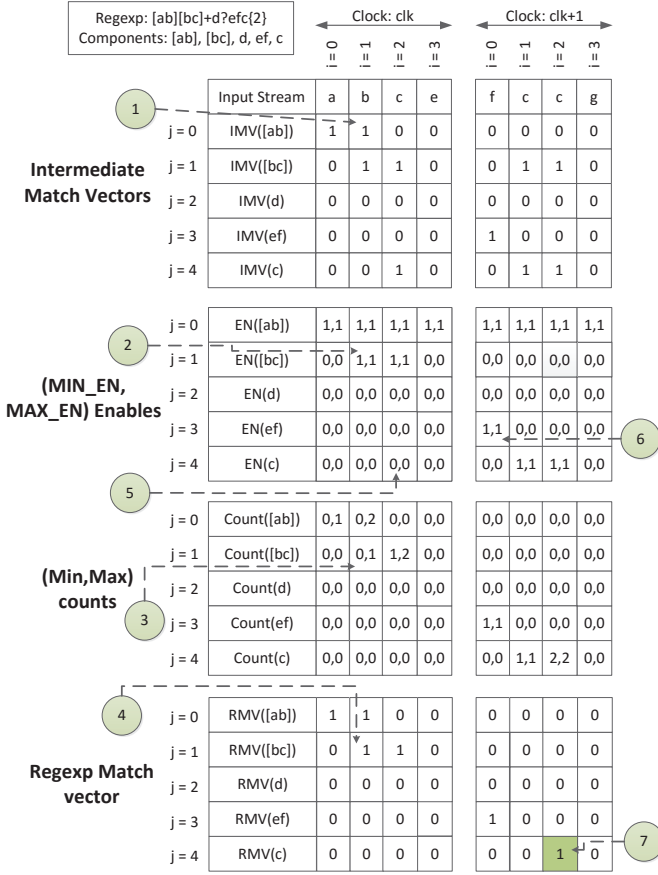 Regexp: [ab][bc]+d?efc{2}
Components: [ab], [bc], d, ef, c
Clock: clk
Clock: clk+1
i = 0 i = 1 i = 2 i = 3 i = 0 i = 1 i = 2 i = 3
Input Stream a b c e f c c g
1
j = 0 IMV([ab]) 1 1 0 0 0 0 0 0
j = 1 IMV([bc]) 0 1 1 0 0 1 1 0
Intermediate
Match Vectors
j = 2 IMV(d) 0 0 0 0 0 0 0 0
j = 3 IMV(ef) 0 0 0 0 1 0 0 0
j = 4 IMV(c) 0 0 1 0 0 1 1 0
j = 0 EN([ab]) 1,1 1,1 1,1 1,1 1,1 1,1 1,1 1,1
2
j = 1 EN([bc]) 0,0 1,1 1,1 0,0 0,0 0,0 0,0 0,0
(MIN_EN,
MAX_EN) Enables
j = 2 EN(d) 0,0 0,0 0,0 0,0 0,0 0,0 0,0 0,0
j = 3 EN(ef) 0,0 0,0 0,0 0,0 1,1 0,0 0,0 0,0
6
j = 4 EN(c) 0,0 0,0 0,0 0,0 0,0 1,1 1,1 0,0
5
j = 0 Count([ab]) 0,1 0,2 0,0 0,0 0,0 0,0 0,0 0,0
j = 1 Count([bc]) 0,0 0,1 1,2 0,0 0,0 0,0 0,0 0,0
(Min,Max)
counts
j = 2 Count(d) 0,0 0,0 0,0 0,0 0,0 0,0 0,0 0,0
3
j = 3 Count(ef) 0,0 0,0 0,0 0,0 1,1 0,0 0,0 0,0
j = 4 Count(c) 0,0 0,0 0,0 0,0 0,0 1,1 2,2 0,0
4
j = 0 RMV([ab]) 1 1 0 0 0 0 0 0
j = 1 RMV([bc]) 0 1 1 0 0 0 0 0
Regexp Match
vector
j = 2 RMV(d) 0 0 0 0 0 0 0 0
j = 3 RMV(ef) 0 0 0 0 1 0 0 0
7
j = 4 RMV(c) 0 0 0 0 0 0 1 0